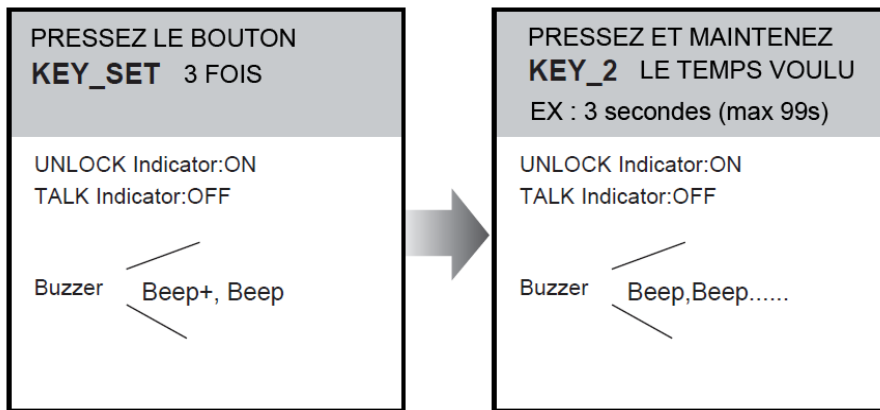 PRESSEZ LE BOUTON
KEY_SET 3 FOIS
UNLOCK Indicator:ON
TALK Indicator:OFF
Buzzer Beep+, Beep
PRESSEZ ET MAINTENEZ
KEY_2 LE TEMPS VOULU
EX : 3 secondes (max 99s)
UNLOCK Indicator:ON
TALK Indicator:OFF
Buzzer Beep,Beep......